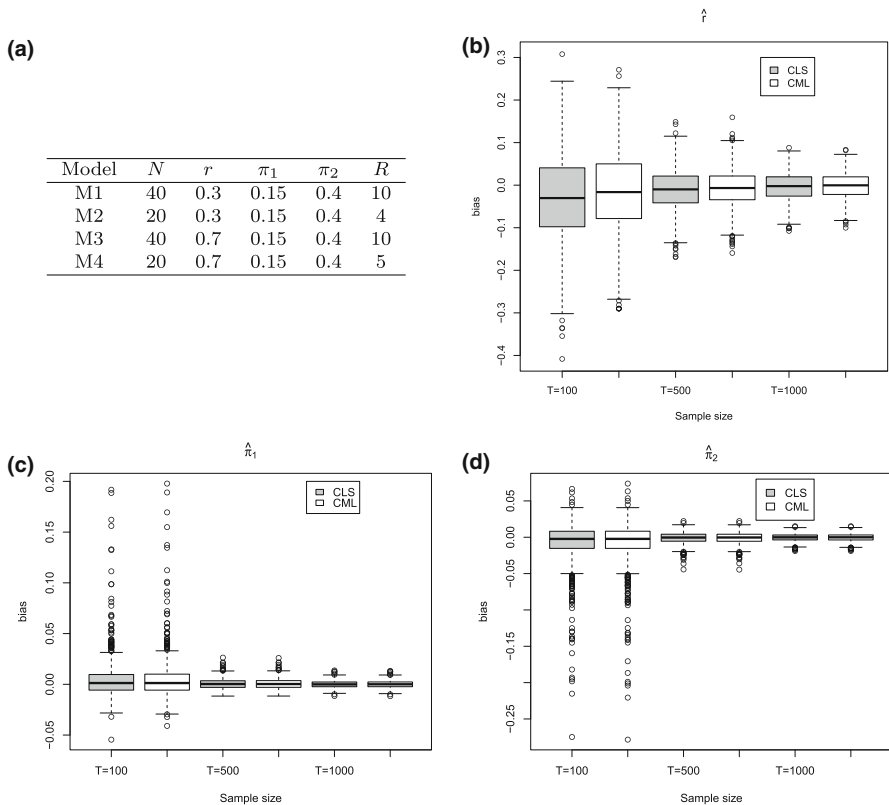 (a)
Model N r π1 π2 R
M1 40 0.3 0.15 0.4 10
M2 20 0.3 0.15 0.4 4
M3 40 0.7 0.15 0.4 10
M4 20 0.7 0.15 0.4 5
(b)
r̂
CLS
CML
bias
0.3
0.2
0.1
0.0
−0.1
−0.2
−0.3
−0.4
T=100 T=500 T=1000
Sample size
(c)
π̂1
CLS
CML
bias
0.20
0.15
0.10
0.05
0.00
−0.05
T=100 T=500 T=1000
Sample size
(d)
π̂2
CLS
CML
bias
0.05
0.00
−0.05
−0.15
−0.25
T=100 T=500 T=1000
Sample size